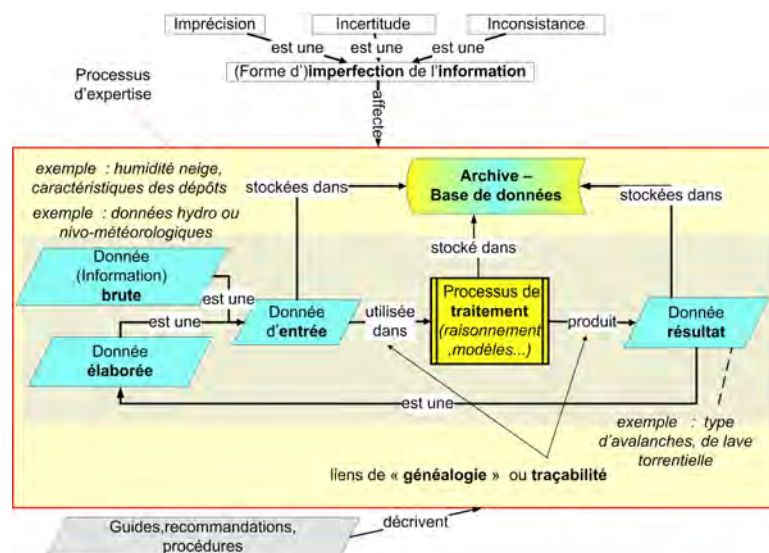 Imprécision
Incertitude
Inconsistance
est une
est une
est une
(Forme d')imperfection de l'information
Processus
d'expertise
affecte
exemple : humidité neige,
caractéristiques des dépôts
exemple : données hydro ou
nivo-météorologiques
stockées dans
Archive –
Base de données
stockées dans
stocké dans
Donnée
(Information)
brute
est une
est une
Donnée
d'entrée
utilisée
dans
Processus de
traitement
(raisonnement
,modèles...)
produit
Donnée
résultat
Donnée
élaborée
est une
exemple : type
d'avalanches, de lave
torrentielle
liens de « généalogie » ou traçabilité
Guides,recommandations,
procédures
décrivent